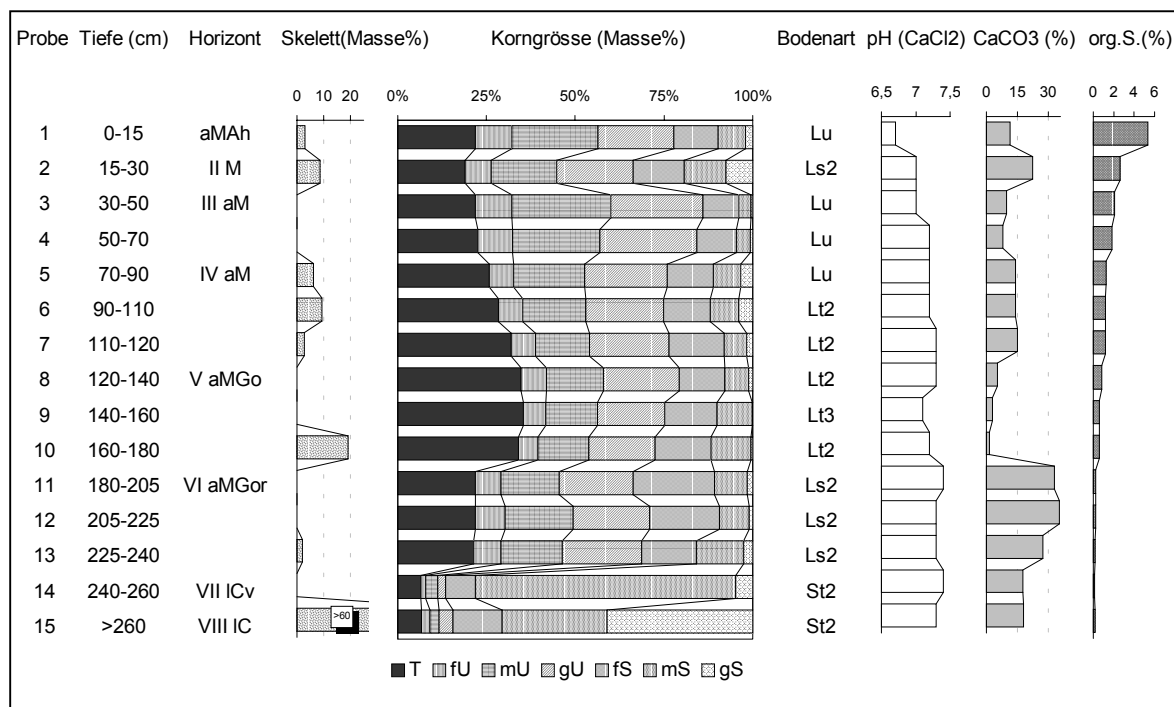 Probe Tiefe (cm) Horizont Skelett(Masse%) Korngrösse (Masse%) Bodenart pH (CaCl2) CaCO3 (%) org.S.(%)
0 10 20 0% 25% 50% 75% 100% 6,5 7 7,5 0 15 30 0 2 4 6
1 0-15 aMAh Lu
2 15-30 II M Ls2
3 30-50 III aM Lu
4 50-70 Lu
5 70-90 IV aM Lu
6 90-110 Lt2
7 110-120 Lt2
8 120-140 V aMGo Lt2
9 140-160 Lt3
10 160-180 Lt2
11 180-205 VI aMGor Ls2
12 205-225 Ls2
13 225-240 Ls2
14 240-260 VII lCv St2
15 >260 VIII lC >60 St2
T fU mU gU fS mS gS